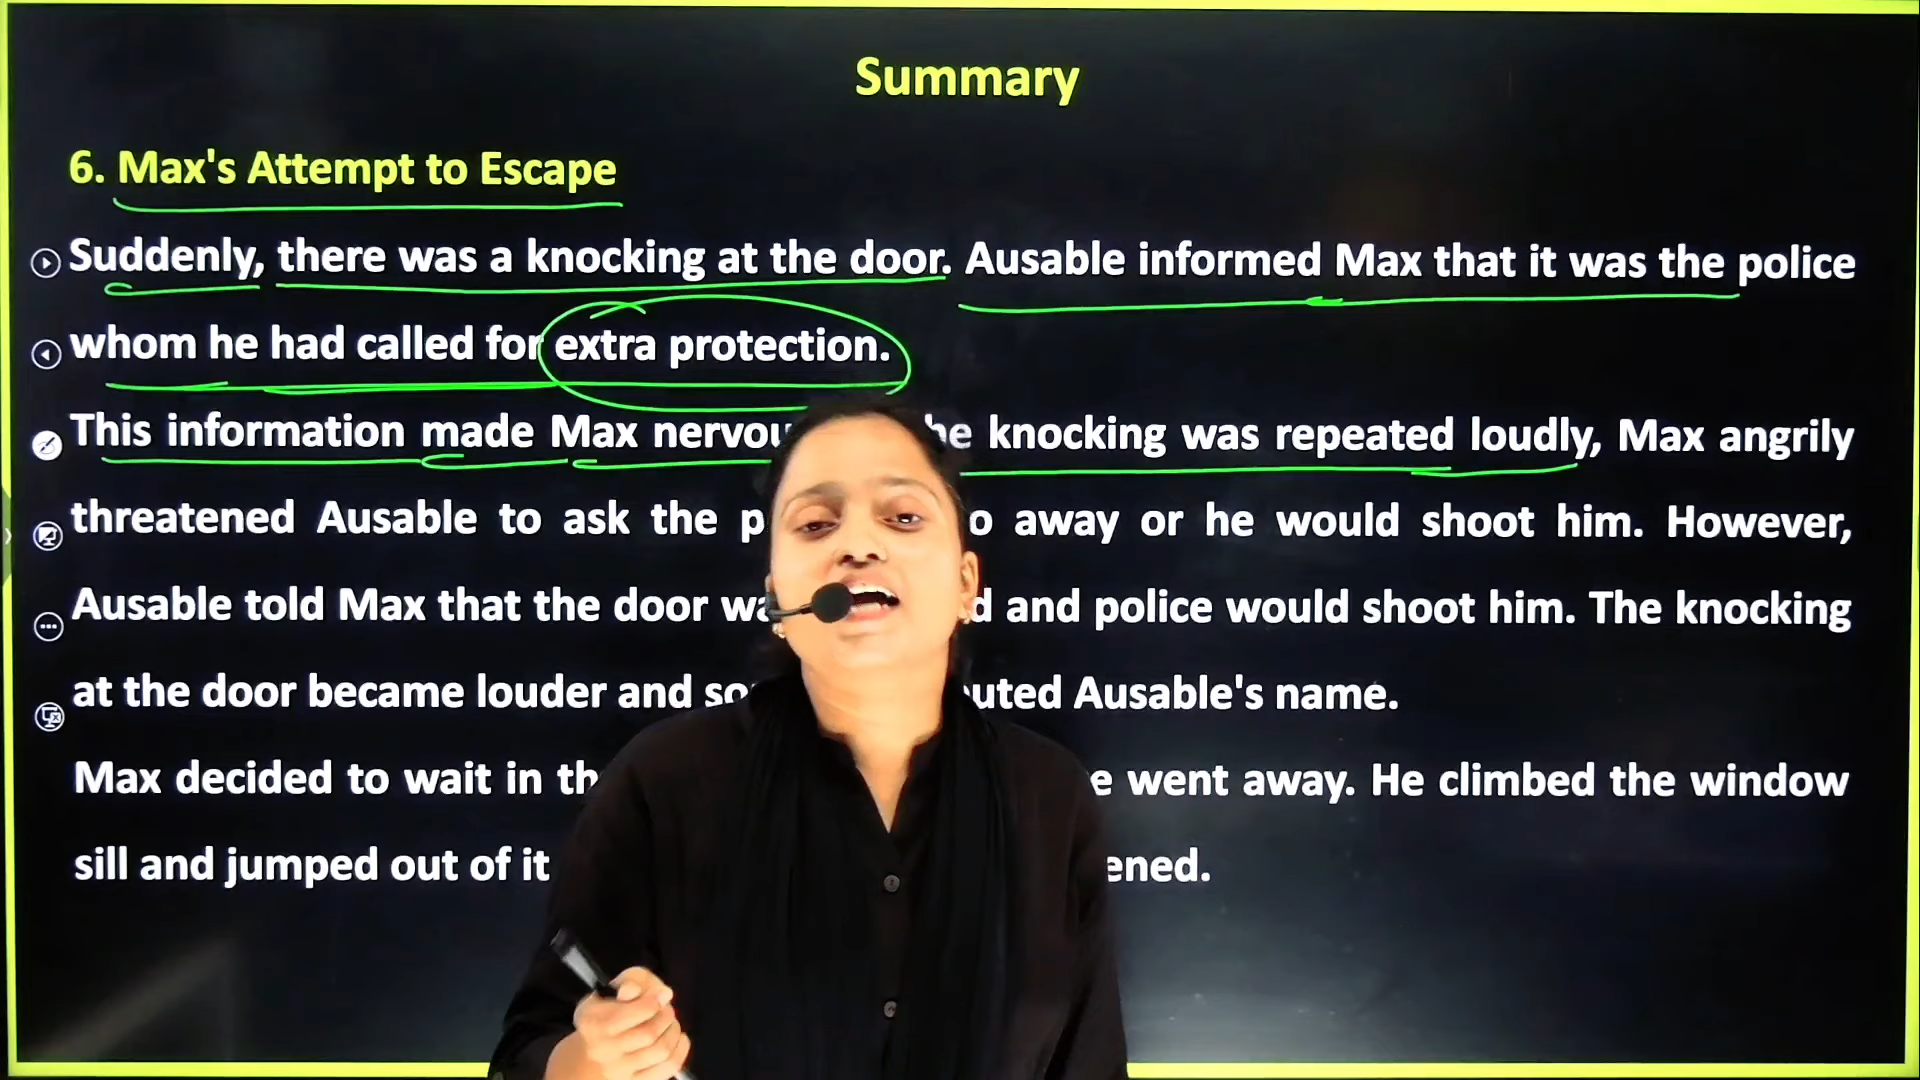 Summary
6. Max's Attempt to Escape
Suddenly, there was a knocking at the door. Ausable informed Max that it was the police
whom he had called for extra protection.
This information made Max knocking was repeated loudly, Max angrily
threatened Ausable to ask the away or he would shoot him. However,
Ausable told Max that the door and police would shoot him. The knocking
at the door became louder and Ausable's name.
Max decided to wait in went away. He climbed the window
sill and jumped out of it